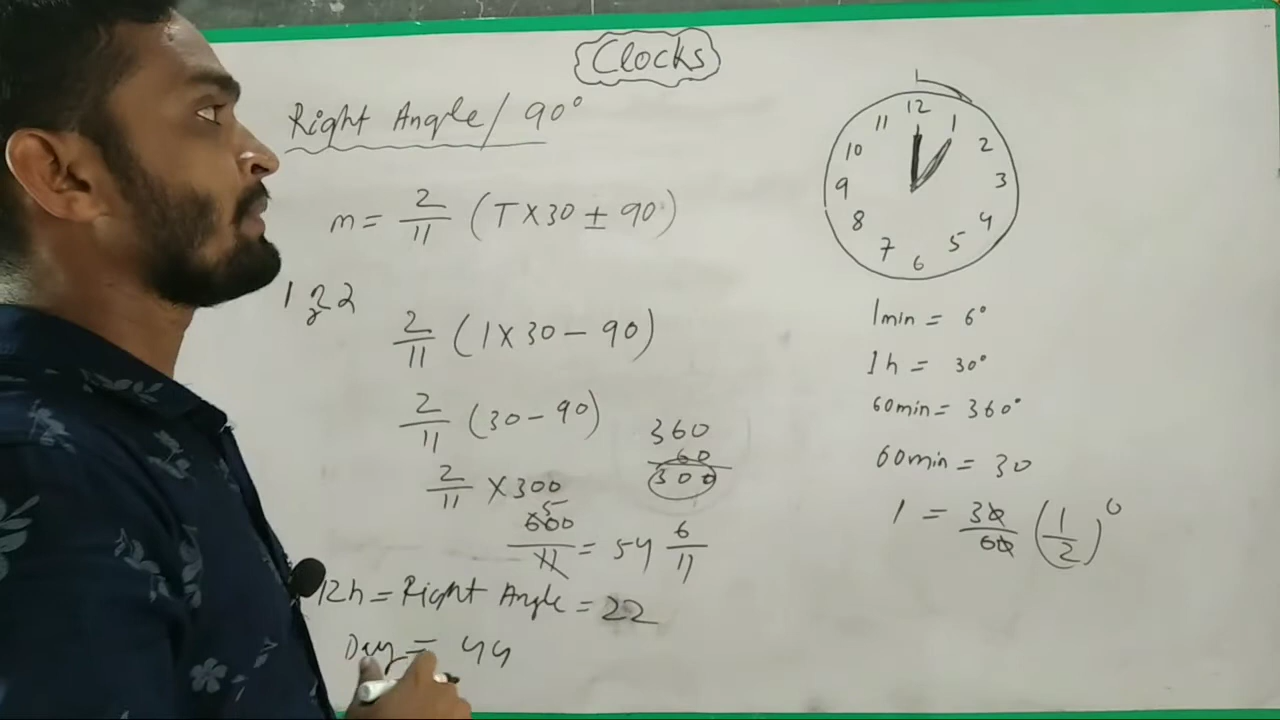 Clocks
Right Angle / 90°
m = 2/11 (T X 30 ± 90)
1 2 2
2/11 (1 X 30 - 90)
2/11 (30 - 90)
360
60
300
2/11 X 300
5
600/11 = 54 6/11
12h = Right Angle = 22
Day = 44
12
1
2
3
4
5
6
7
8
9
10
11
1min = 6°
1h = 30°
60min = 360°
60min = 30
1 = 30/60 (1/2)°